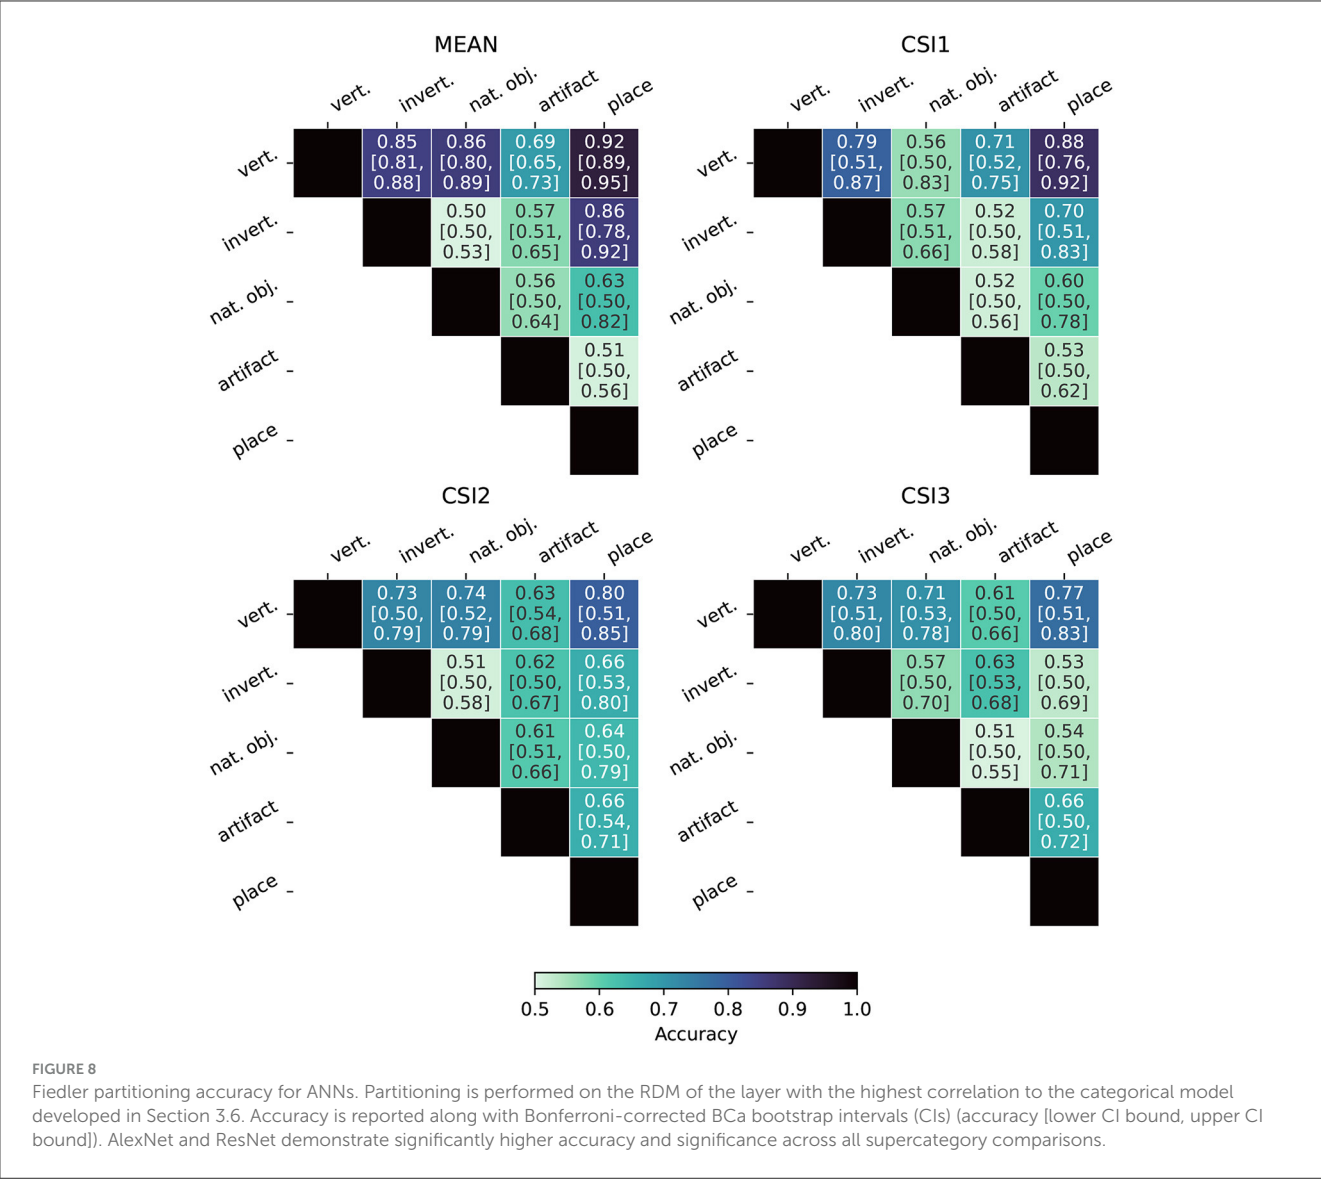 MEAN
vert. invert. nat. obj. artifact place
vert. 0.85 [0.81, 0.88] 0.86 [0.80, 0.89] 0.69 [0.65, 0.73] 0.92 [0.89, 0.95]
invert. 0.50 [0.50, 0.53] 0.57 [0.51, 0.65] 0.86 [0.78, 0.92]
nat. obj. 0.56 [0.50, 0.64] 0.63 [0.50, 0.82]
artifact 0.51 [0.50, 0.56]
place
CSI1
vert. invert. nat. obj. artifact place
vert. 0.79 [0.51, 0.87] 0.56 [0.50, 0.83] 0.71 [0.52, 0.75] 0.88 [0.76, 0.92]
invert. 0.57 [0.51, 0.66] 0.52 [0.50, 0.58] 0.70 [0.51, 0.83]
nat. obj. 0.52 [0.50, 0.56] 0.60 [0.50, 0.78]
artifact 0.53 [0.50, 0.62]
place
CSI2
vert. invert. nat. obj. artifact place
vert. 0.73 [0.50, 0.79] 0.74 [0.52, 0.79] 0.63 [0.54, 0.68] 0.80 [0.51, 0.85]
invert. 0.51 [0.50, 0.58] 0.62 [0.50, 0.67] 0.66 [0.53, 0.80]
nat. obj. 0.61 [0.51, 0.66] 0.64 [0.50, 0.79]
artifact 0.66 [0.54, 0.71]
place
CSI3
vert. invert. nat. obj. artifact place
vert. 0.73 [0.51, 0.80] 0.71 [0.53, 0.78] 0.61 [0.50, 0.66] 0.77 [0.51, 0.83]
invert. 0.57 [0.50, 0.70] 0.63 [0.53, 0.68] 0.53 [0.50, 0.69]
nat. obj. 0.51 [0.50, 0.55] 0.54 [0.50, 0.71]
artifact 0.66 [0.50, 0.72]
place
0.5 0.6 0.7 0.8 0.9 1.0
Accuracy
FIGURE 8
Fiedler partitioning accuracy for ANNs. Partitioning is performed on the RDM of the layer with the highest correlation to the categorical model
developed in Section 3.6. Accuracy is reported along with Bonferroni-corrected BCa bootstrap intervals (CIs) (accuracy [lower CI bound, upper CI
bound]). AlexNet and ResNet demonstrate significantly higher accuracy and significance across all supercategory comparisons.